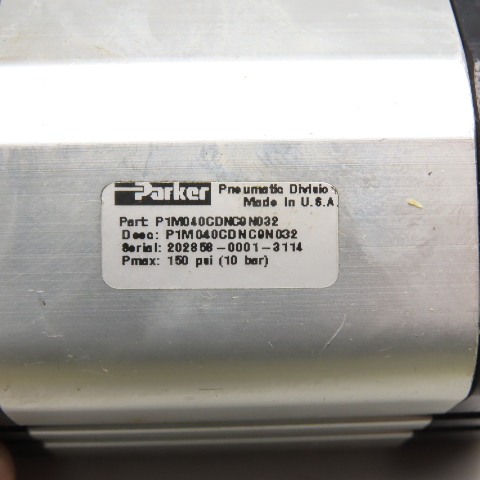 Parker Pneumatic Divisio
Made in U.S.A
Part: P1M040CDNC9N032
Desc: P1M040CDNC9N032
Serial: 202858-0001-3114
Pmax: 150 psi (10 bar)